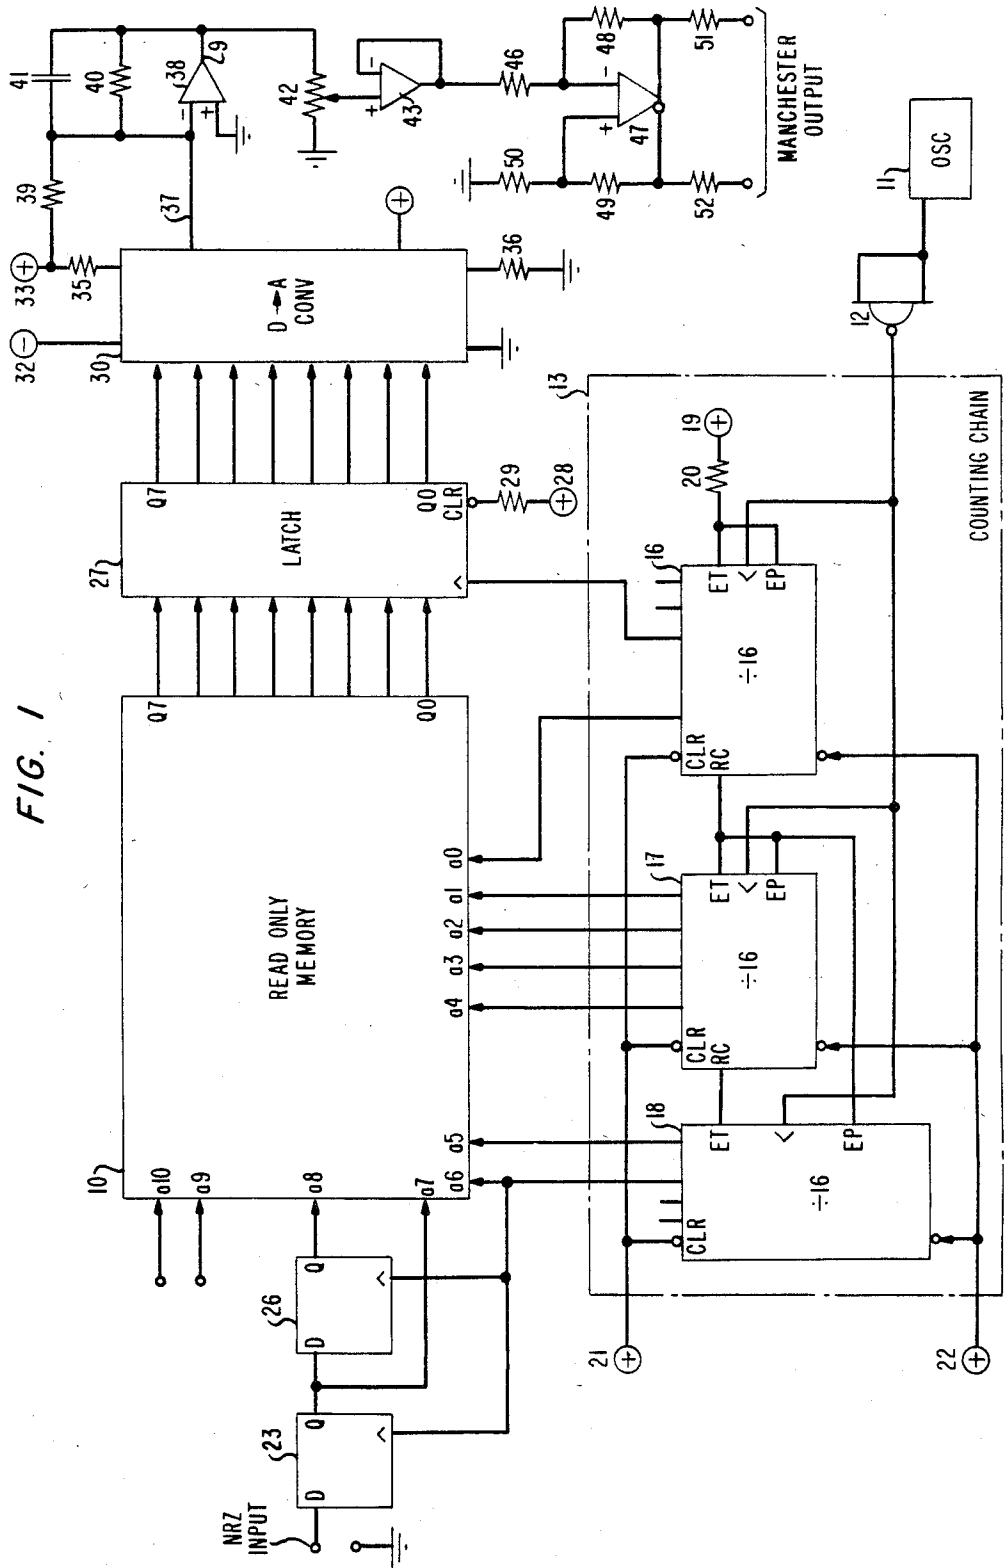 FIG. 1
NRZ
INPUT
23
D
Q
26
D
Q
10
a10
a9
a8
a7
a6
a5
a4
a3
a2
a1
a0
READ ONLY
MEMORY
Q7
Q0
27
LATCH
Q7
Q0
CLR
29
28
30
D→A
CONV
32
33
35
36
37
39
41
40
38
9
42
43
46
48
47
50
49
51
52
MANCHESTER
OUTPUT
11
OSC
12
13
COUNTING CHAIN
16
÷16
ET
EP
CLR
RC
19
20
17
÷16
ET
EP
CLR
RC
18
÷16
ET
EP
CLR
21
22